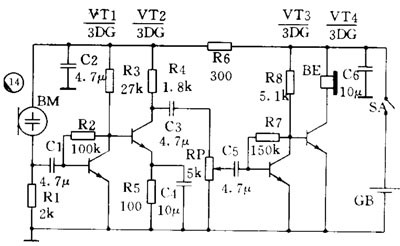 VT1
3DG
VT2
3DG
VT3
3DG
VT4
3DG
C2
4.7μ
R3
27k
R4
1.8k
R6
300
R8
5.1k
BE
C6
10μ
SA
14
BM
R2
100k
C3
4.7μ
R7
150k
C1
4.7μ
RP
5k
C5
4.7μ
R1
2k
R5
100
C4
10μ
GB